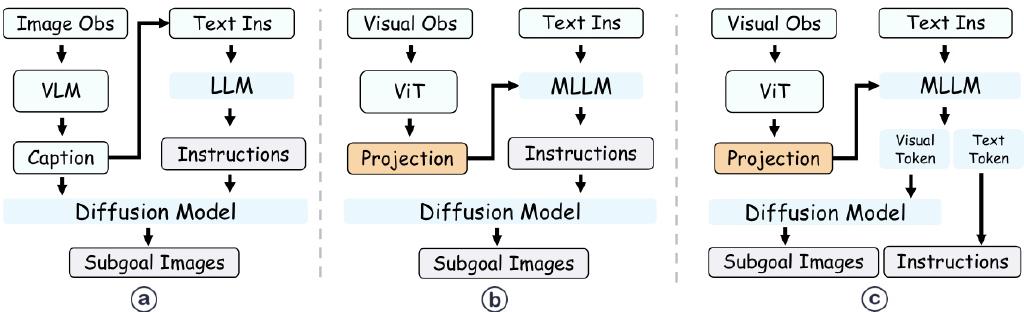 Image Obs
Text Ins
VLM
LLM
Caption
Instructions
Diffusion Model
Subgoal Images
a
Visual Obs
Text Ins
ViT
MLLM
Projection
Instructions
Diffusion Model
Subgoal Images
b
Visual Obs
Text Ins
ViT
MLLM
Projection
Visual
Token
Text
Token
Diffusion Model
Subgoal Images
Instructions
c